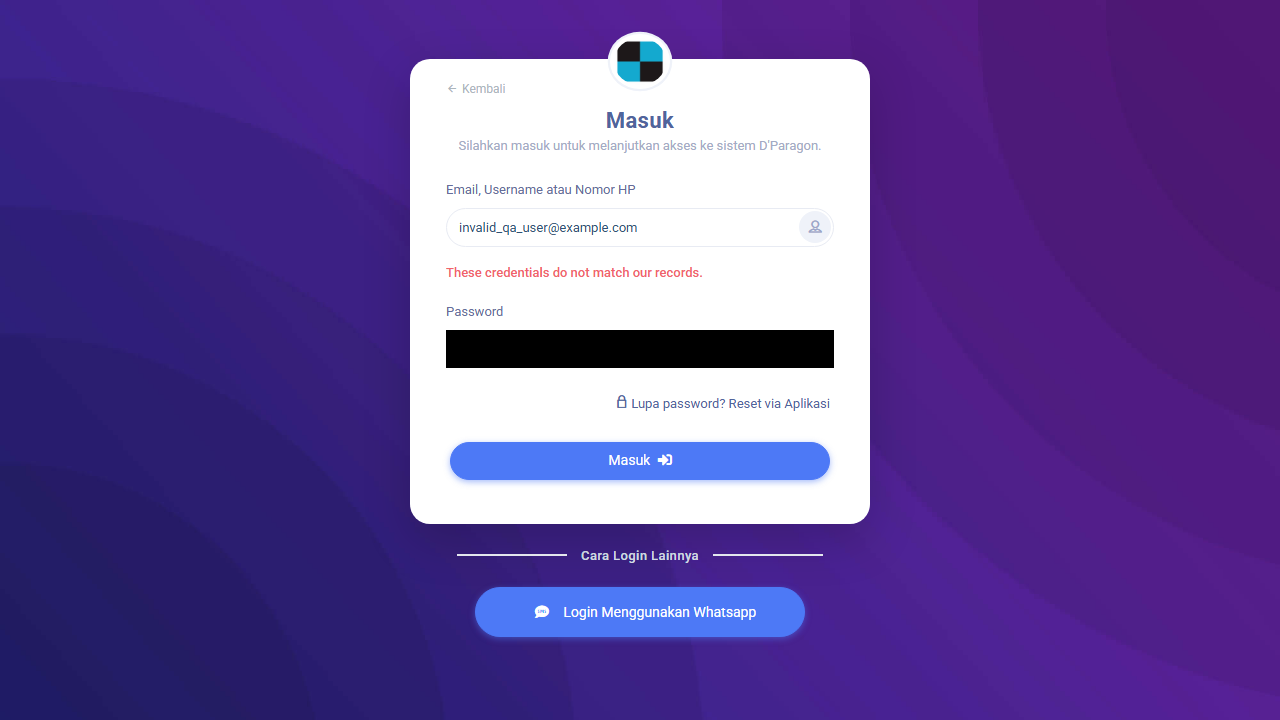 Kembali
Masuk
Silahkan masuk untuk melanjutkan akses ke sistem D'Paragon.
Email, Username atau Nomor HP
invalid_qa_user@example.com
These credentials do not match our records.
Password
Lupa password? Reset via Aplikasi
Masuk
Cara Login Lainnya
Login Menggunakan Whatsapp